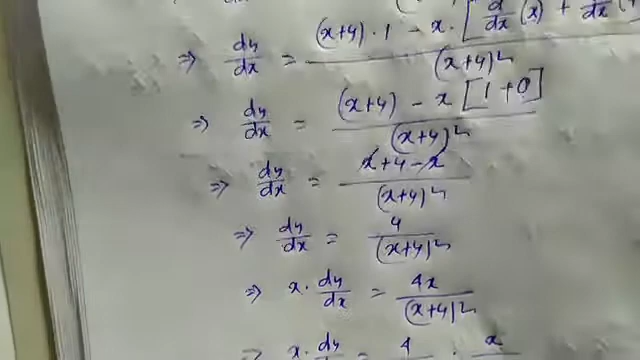 ⇒ dy/dx = (x+4)·1 − x·[d/dx (x) + d/dx (4 / (x+4)²
⇒ dy/dx = (x+4) − x [1+0] / (x+4)²
⇒ dy/dx = x+4−x / (x+4)²
⇒ dy/dx = 4 / (x+4)²
⇒ x· dy/dx = 4x / (x+4)²
⇒ x· dy/dx = 4 · x